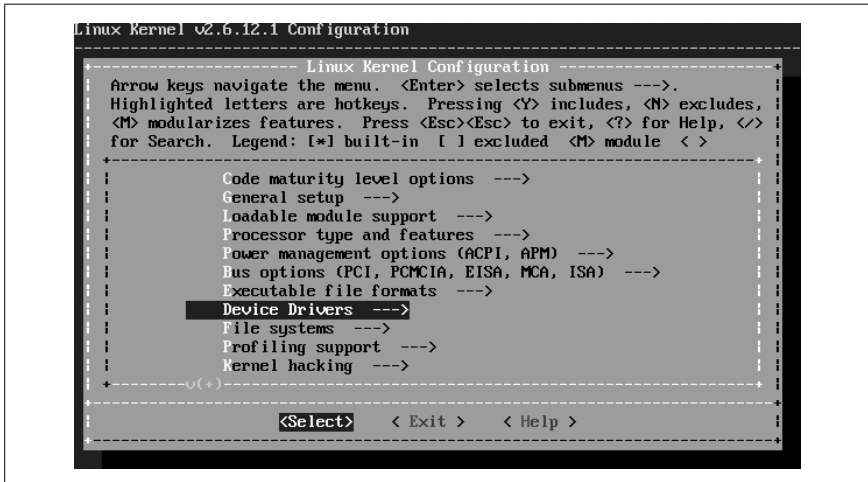 Linux Kernel v2.6.12.1 Configuration
Linux Kernel Configuration
Arrow keys navigate the menu. <Enter> selects submenus --->.
Highlighted letters are hotkeys. Pressing <Y> includes, <N> excludes,
<M> modularizes features. Press <Esc><Esc> to exit, <?> for Help, </>
for Search. Legend: [*] built-in [ ] excluded <M> module < >
Code maturity level options --->
General setup --->
Loadable module support --->
Processor type and features --->
Power management options (ACPI, APM) --->
Bus options (PCI, PCMCIA, EISA, MCA, ISA) --->
Executable file formats --->
Device Drivers --->
File systems --->
Profiling support --->
Kernel hacking --->
v(+)
<Select> < Exit > < Help >